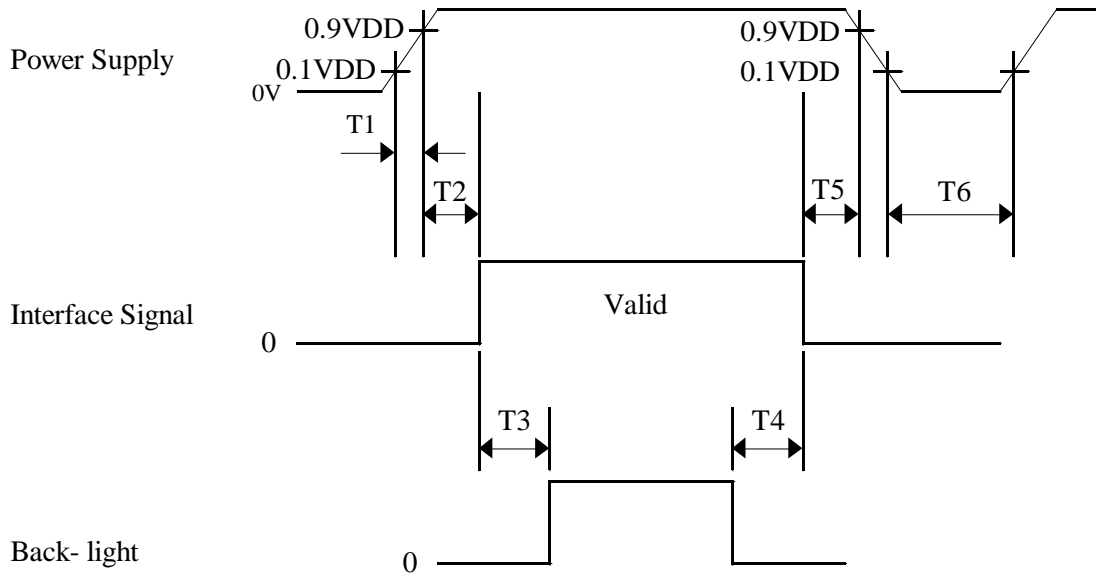 0.9VDD
0.9VDD
Power Supply
0.1VDD
0.1VDD
0V
T1
T2
T5
T6
Interface Signal
Valid
0
T3
T4
Back- light
0